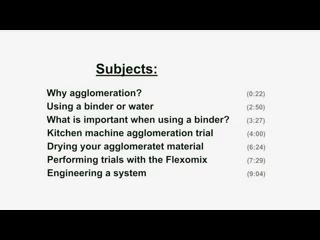 Subjects:
Why agglomeration? (0:22)
Using a binder or water (2:50)
What is important when using a binder? (3:27)
Kitchen machine agglomeration trial (4:00)
Drying your agglomeratet material (6:24)
Performing trials with the Flexomix (7:29)
Engineering a system (9:04)